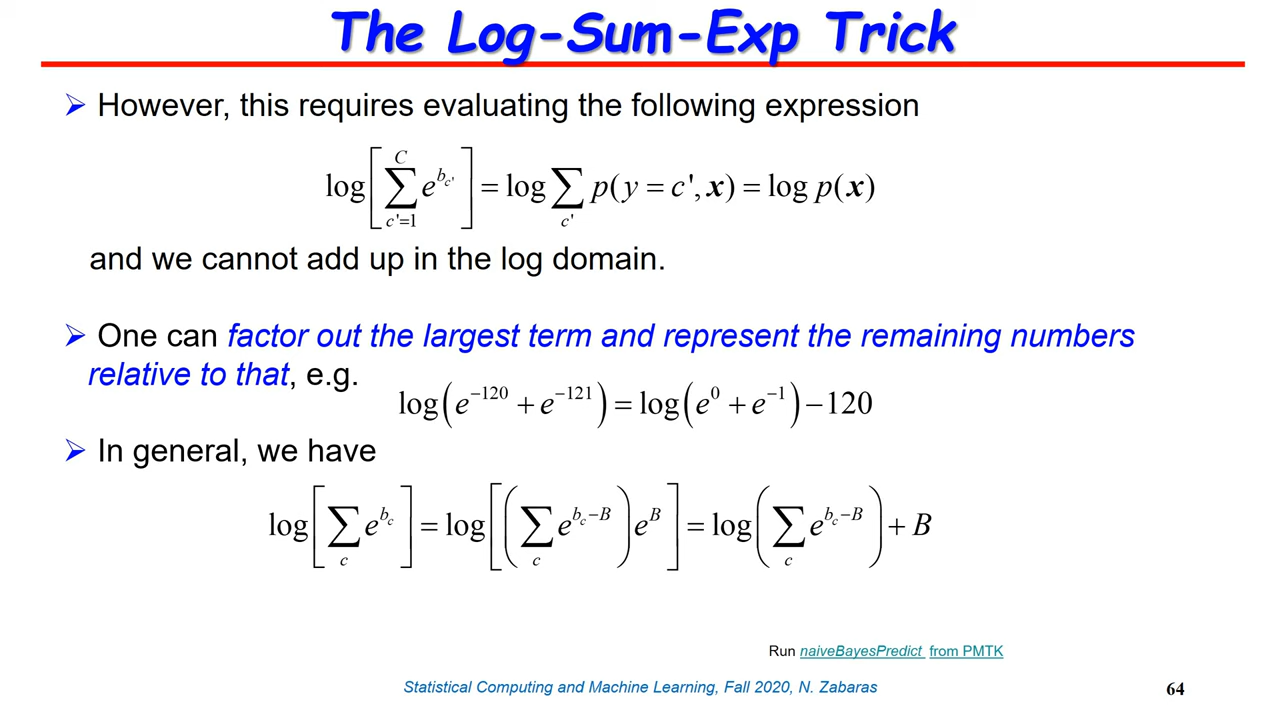 The Log-Sum-Exp Trick
➢ However, this requires evaluating the following expression
log[∑_{c'=1}^{C} e^{b_{c'}}] = log ∑_{c'} p(y = c', x) = log p(x)
and we cannot add up in the log domain.
➢ One can factor out the largest term and represent the remaining numbers
relative to that, e.g.
log(e^{−120} + e^{−121}) = log(e^{0} + e^{−1}) − 120
➢ In general, we have
log[∑_{c} e^{b_c}] = log[(∑_{c} e^{b_c−B}) e^{B}] = log(∑_{c} e^{b_c−B}) + B
Run naiveBayesPredict from PMTK
Statistical Computing and Machine Learning, Fall 2020, N. Zabaras
64